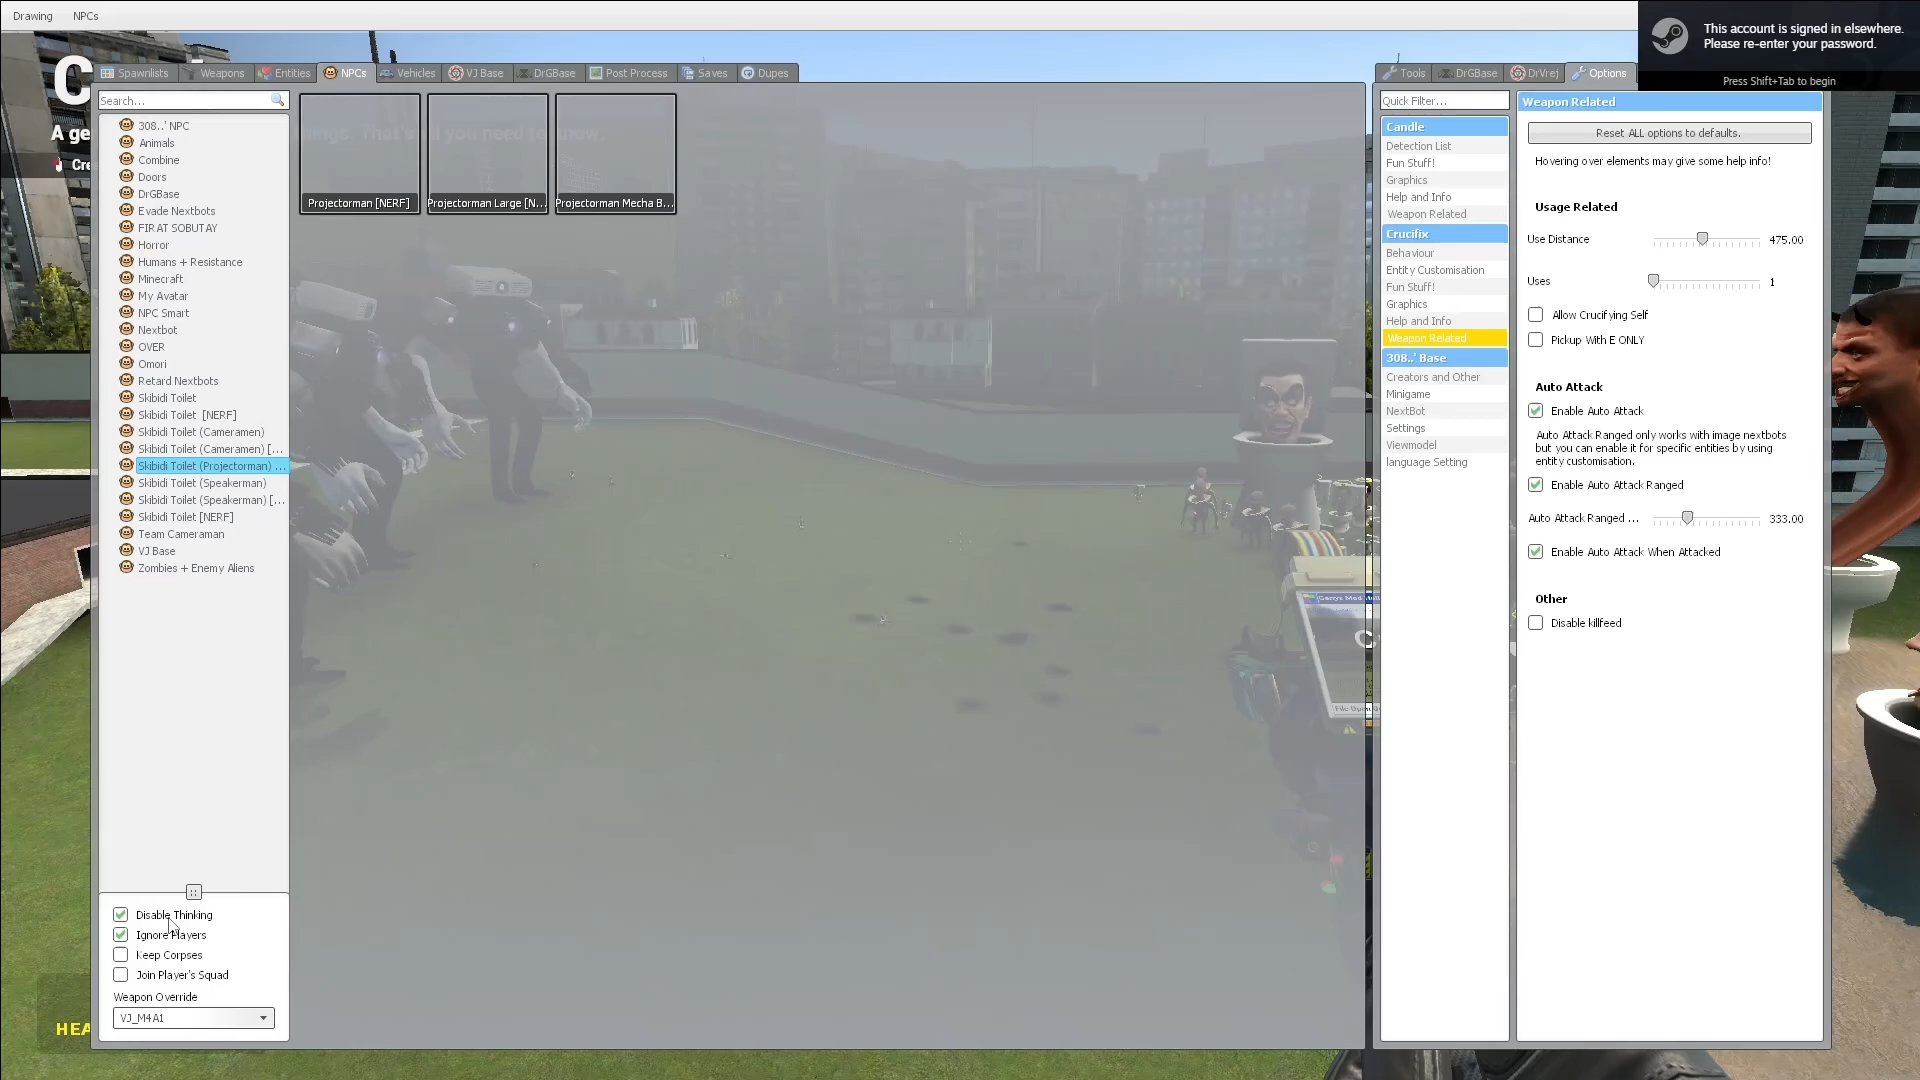 Drawing
NPCs
This account is signed in elsewhere.
Please re-enter your password.
Press Shift+Tab to begin
Spawnlists
Weapons
Entities
NPCs
Vehicles
VJ Base
DrGBase
Post Process
Saves
Dupes
Tools
DrGBase
DrVrej
Options
C
A ge
Cre
Search...
308..' NPC
Animals
Combine
Doors
DrGBase
Evade Nextbots
FIRAT SOBUTAY
Horror
Humans + Resistance
Minecraft
My Avatar
NPC Smart
Nextbot
OVER
Omori
Retard Nextbots
Skibidi Toilet
Skibidi Toilet  [NERF]
Skibidi Toilet (Cameramen)
Skibidi Toilet (Cameramen) [...
Skibidi Toilet (Projectorman) ...
Skibidi Toilet (Speakerman)
Skibidi Toilet (Speakerman) [...
Skibidi Toilet [NERF]
Team Cameraman
VJ Base
Zombies + Enemy Aliens
Disable Thinking
Ignore Players
Keep Corpses
Join Player's Squad
Weapon Override
VJ_M4A1
HEA
ings. That's all you need to know.
Projectorman [NERF]
Projectorman Large [N...
Projectorman Mecha B...
Quick Filter...
Candle
Detection List
Fun Stuff!
Graphics
Help and Info
Weapon Related
Crucifix
Behaviour
Entity Customisation
Fun Stuff!
Graphics
Help and Info
Weapon Related
308..' Base
Creators and Other
Minigame
NextBot
Settings
Viewmodel
language Setting
Weapon Related
Reset ALL options to defaults.
Hovering over elements may give some help info!
Usage Related
Use Distance
475.00
Uses
1
Allow Crucifying Self
Pickup With E ONLY
Auto Attack
Enable Auto Attack
Auto Attack Ranged only works with image nextbots
but you can enable it for specific entities by using
entity customisation.
Enable Auto Attack Ranged
Auto Attack Ranged ...
333.00
Enable Auto Attack When Attacked
Other
Disable killfeed